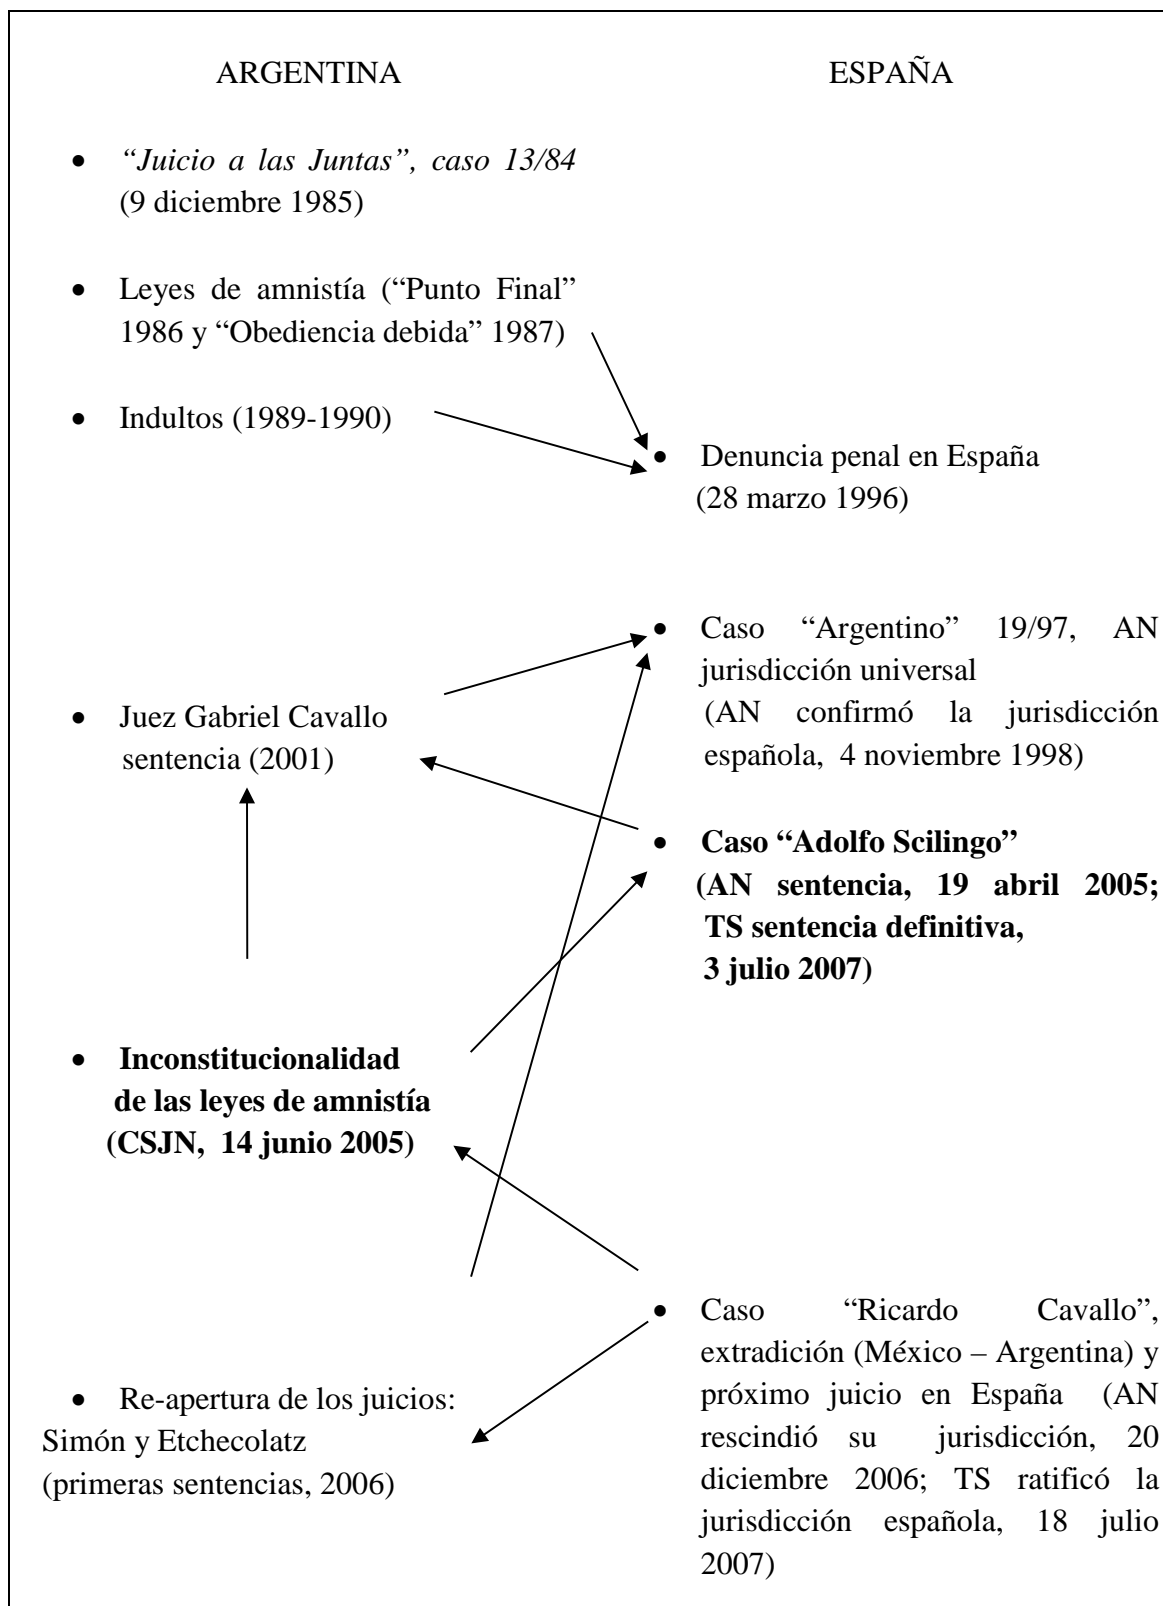 ARGENTINA
• “Juicio a las Juntas”, caso 13/84
(9 diciembre 1985)
• Leyes de amnistía (“Punto Final”
1986 y “Obediencia debida” 1987)
• Indultos (1989-1990)
• Juez Gabriel Cavallo
sentencia (2001)
• Inconstitucionalidad
de las leyes de amnistía
(CSJN, 14 junio 2005)
• Re-apertura de los juicios:
Simón y Etchecolatz
(primeras sentencias, 2006)
ESPAÑA
• Denuncia penal en España
(28 marzo 1996)
• Caso “Argentino” 19/97, AN
jurisdicción universal
(AN confirmó la jurisdicción
española, 4 noviembre 1998)
• Caso “Adolfo Scilingo”
(AN sentencia, 19 abril 2005;
TS sentencia definitiva,
3 julio 2007)
• Caso “Ricardo Cavallo”,
extradición (México – Argentina) y
próximo juicio en España (AN
rescindió su jurisdicción, 20
diciembre 2006; TS ratificó la
jurisdicción española, 18 julio
2007)